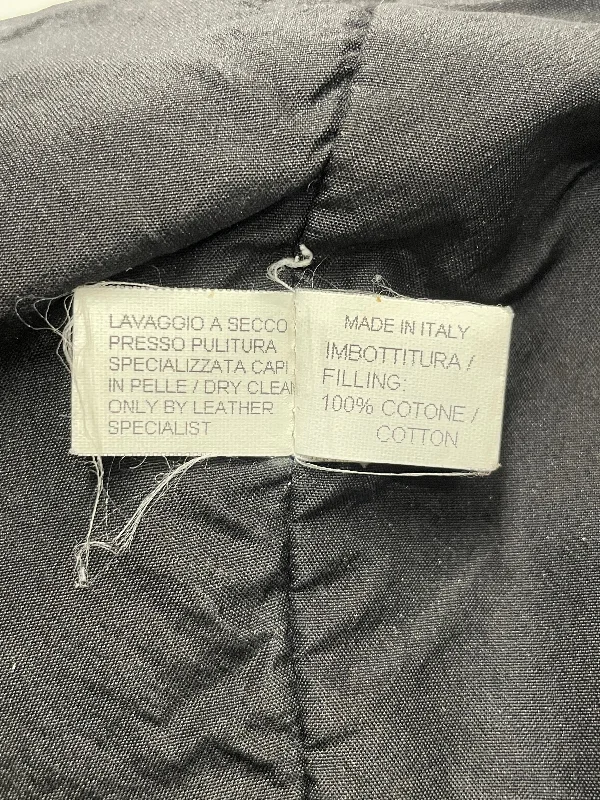 LAVAGGIO A SECCO
PRESSO PULITURA
SPECIALIZZATA CAPI
IN PELLE / DRY CLEAN
ONLY BY LEATHER
SPECIALIST
MADE IN ITALY
IMBOTTITURA /
FILLING:
100% COTONE /
COTTON